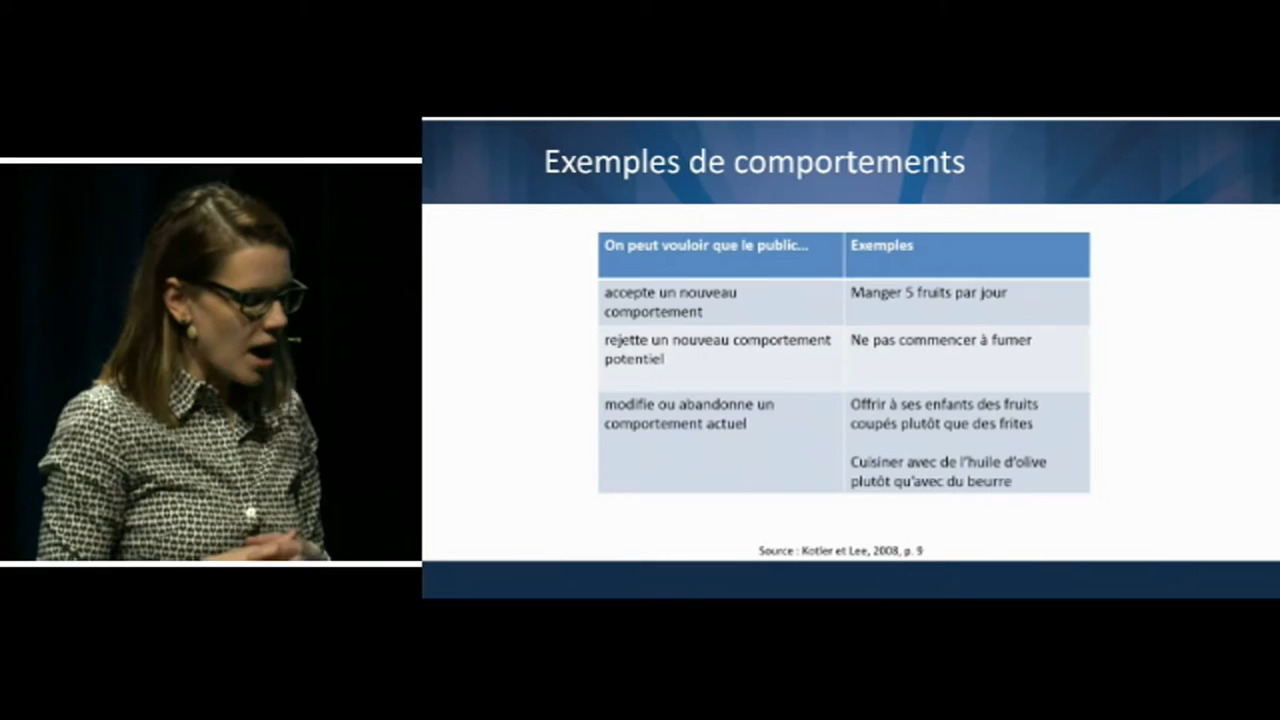 Exemples de comportements
On peut vouloir que le public...
Exemples
accepte un nouveau
comportement
Manger 5 fruits par jour
rejette un nouveau comportement
potentiel
Ne pas commencer à fumer
modifie ou abandonne un
comportement actuel
Offrir à ses enfants des fruits
coupés plutôt que des frites
Cuisiner avec de l'huile d'olive
plutôt qu'avec du beurre
Source : Kotler et Lee, 2008, p. 9